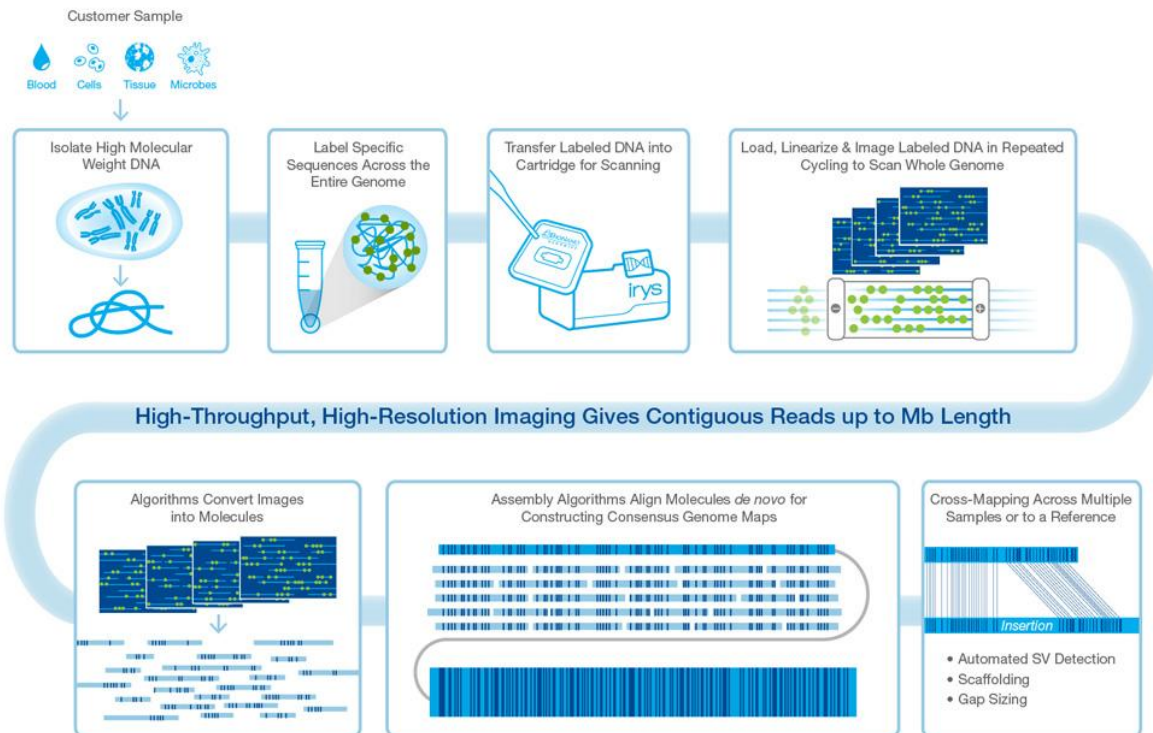 Customer Sample
Blood
Cells
Tissue
Microbes
Isolate High Molecular
Weight DNA
Label Specific
Sequences Across the
Entire Genome
Transfer Labeled DNA into
Cartridge for Scanning
irys
Load, Linearize & Image Labeled DNA in Repeated
Cycling to Scan Whole Genome
High-Throughput, High-Resolution Imaging Gives Contiguous Reads up to Mb Length
Algorithms Convert Images
into Molecules
Assembly Algorithms Align Molecules de novo for
Constructing Consensus Genome Maps
Cross-Mapping Across Multiple
Samples or to a Reference
Insertion
• Automated SV Detection
• Scaffolding
• Gap Sizing